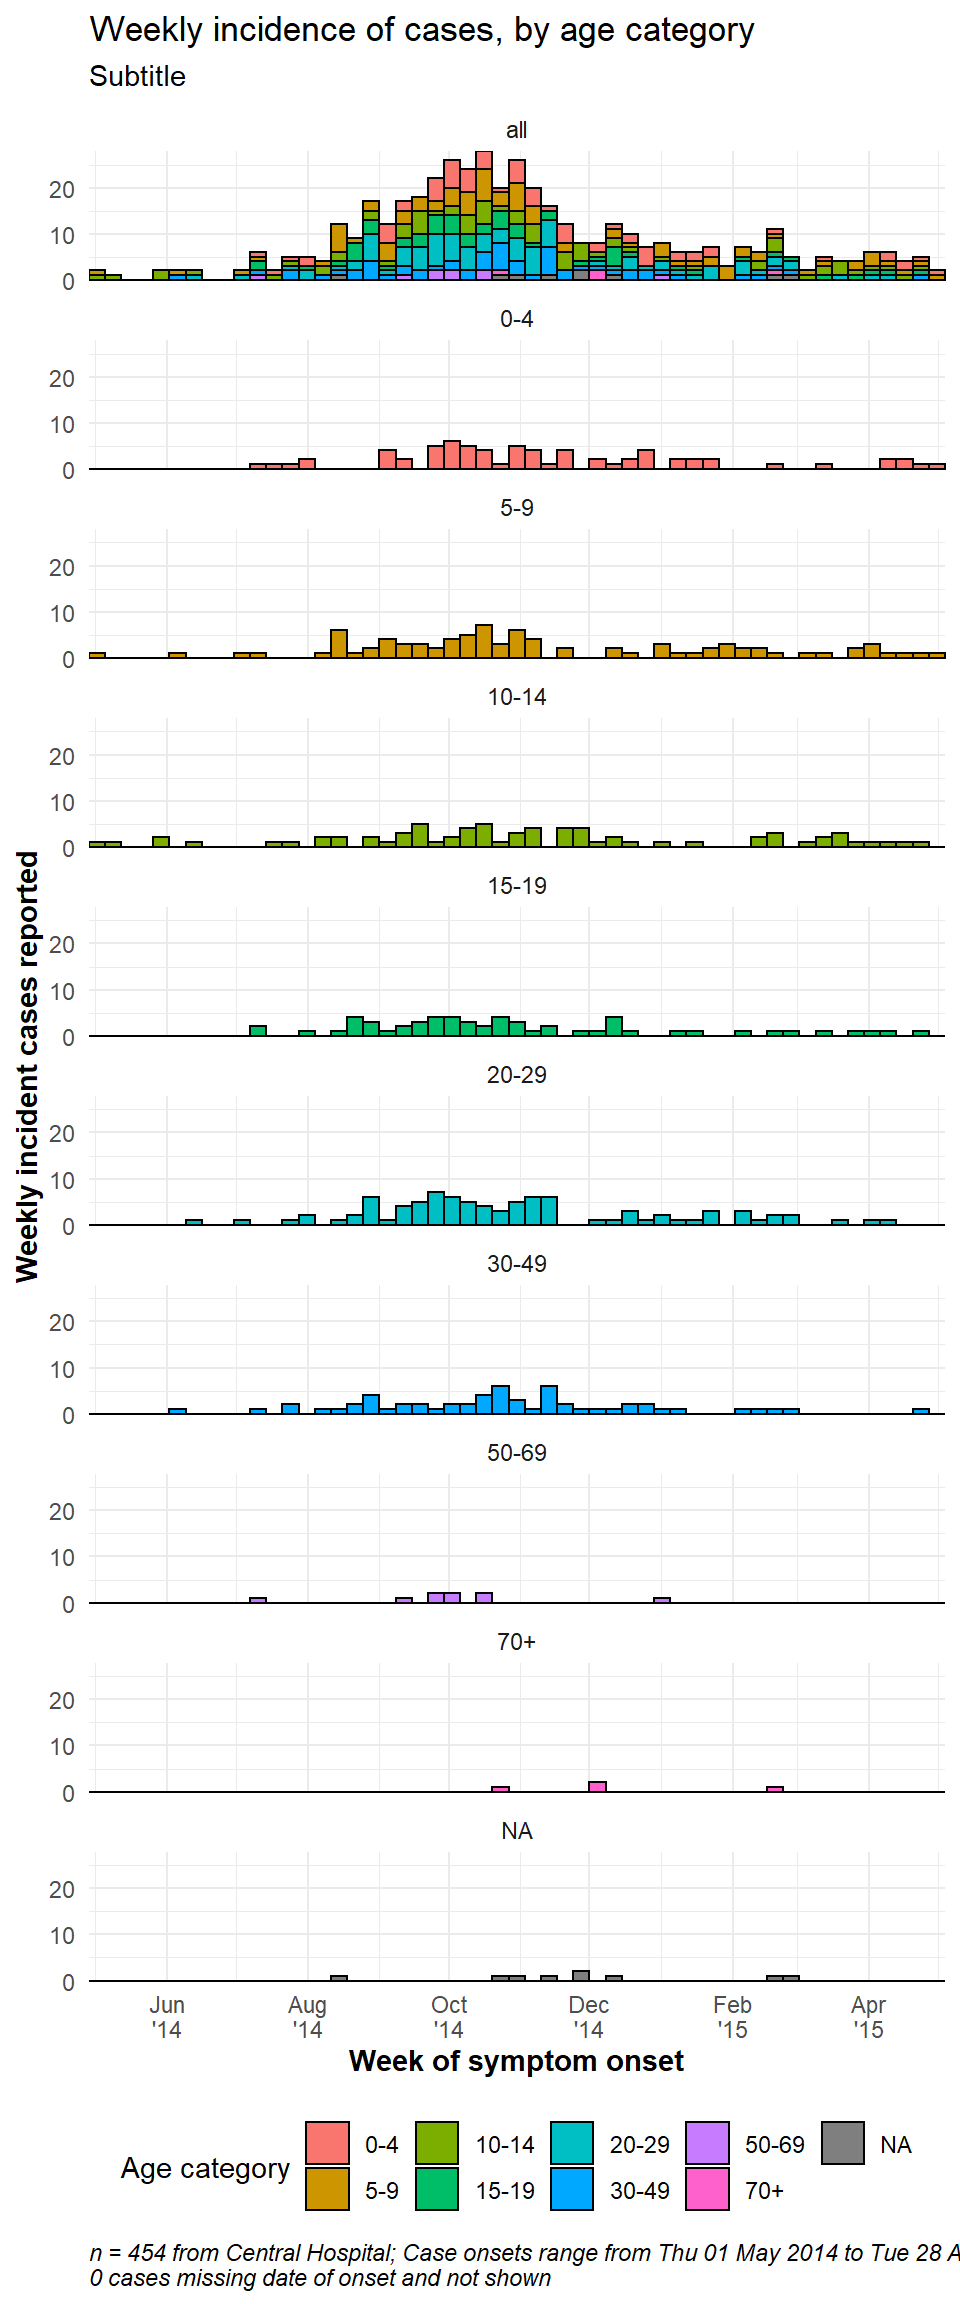 Weekly incidence of cases, by age category
Subtitle
all
20
10
0
0-4
20
10
0
5-9
20
10
0
10-14
20
10
0
15-19
20
10
0
20-29
20
10
0
30-49
20
10
0
50-69
20
10
0
70+
20
10
0
NA
20
10
0
Weekly incident cases reported
Jun Aug Oct Dec Feb Apr
'14 '14 '14 '14 '15 '15
Week of symptom onset
Age category
0-4 10-14 20-29 50-69 NA
5-9 15-19 30-49 70+
n = 454 from Central Hospital; Case onsets range from Thu 01 May 2014 to Tue 28 A
0 cases missing date of onset and not shown